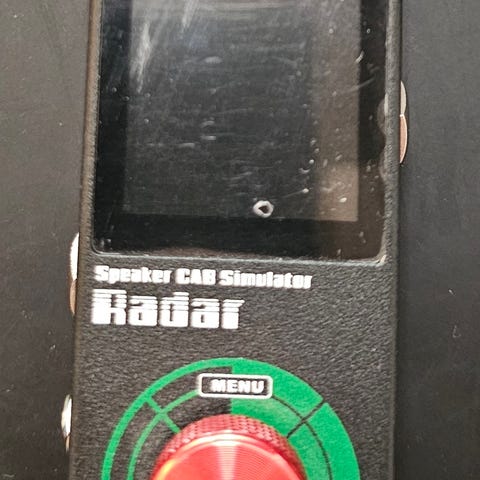 Speaker CAB Simulator
Radar
MENU